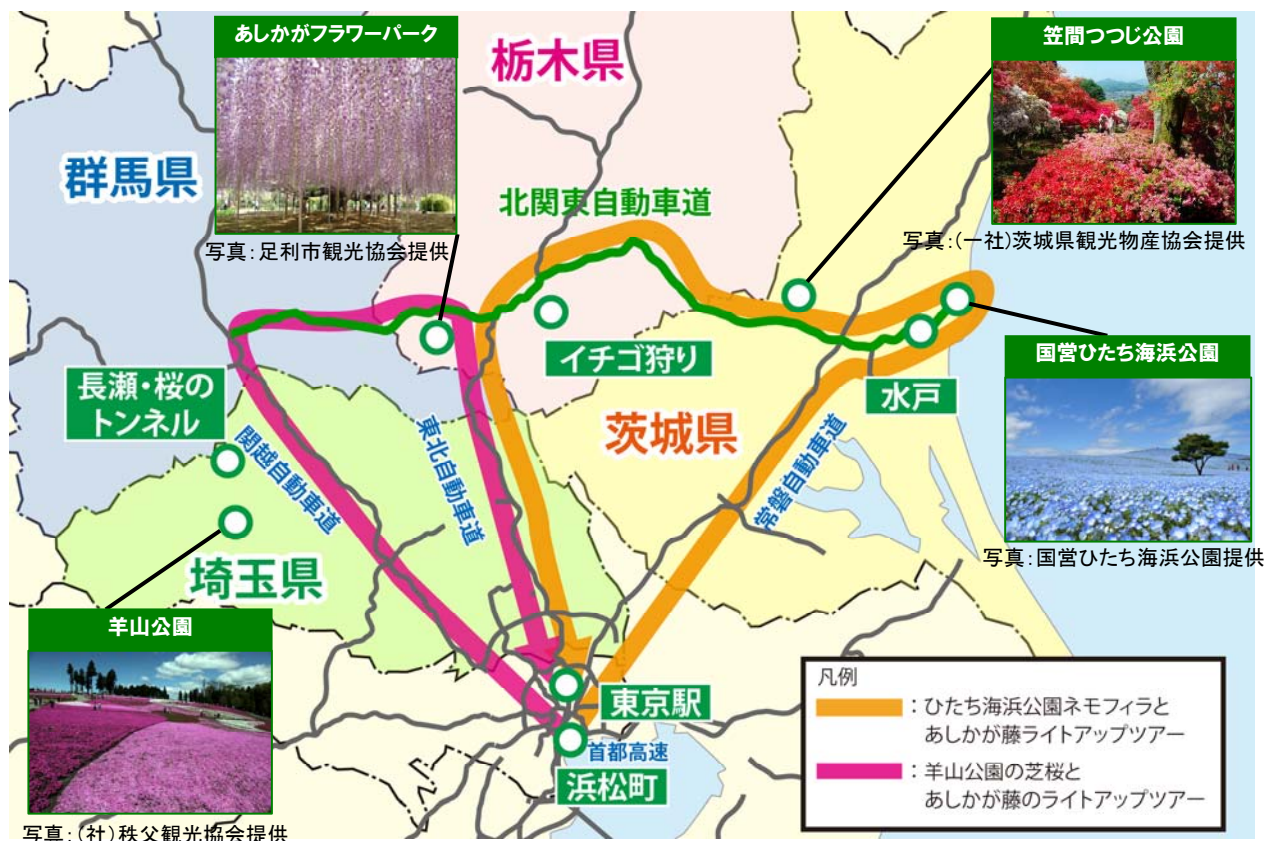 あしかがフラワーパーク
写真：足利市観光協会提供
栃木県
笠間つつじ公園
写真：(一社)茨城県観光物産協会提供
群馬県
北関東自動車道
イチゴ狩り
国営ひたち海浜公園
写真：国営ひたち海浜公園提供
水戸
長瀬・桜の
トンネル
茨城県
関越自動車道
東北自動車道
常磐自動車道
埼玉県
羊山公園
写真：(社)秩父観光協会提供
東京駅
首都高速
浜松町
凡例
：ひたち海浜公園ネモフィラと
あしかが藤ライトアップツアー
：羊山公園の芝桜と
あしかが藤のライトアップツアー